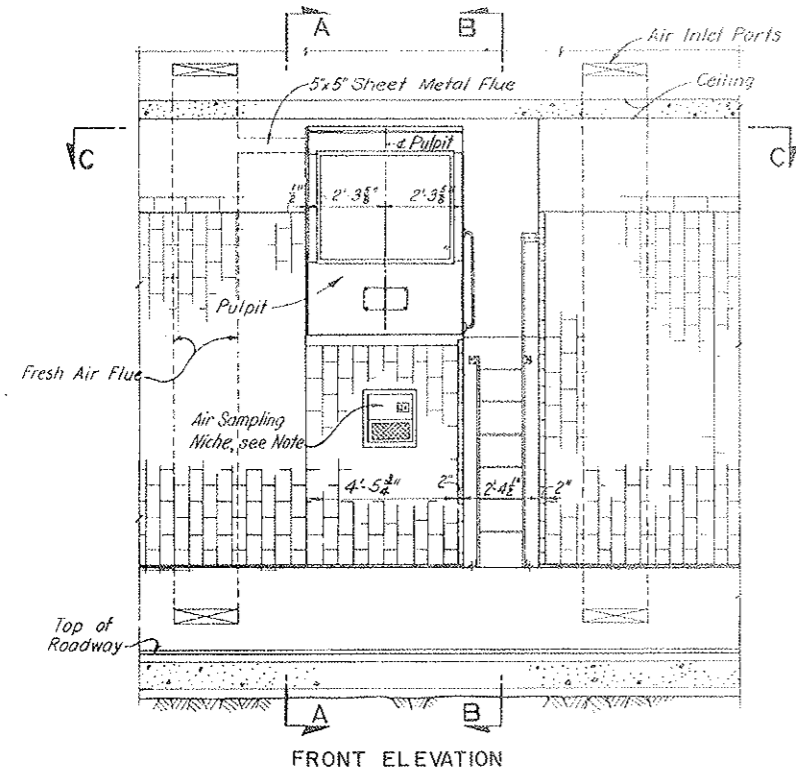 A
B
Air Inlet Ports
5"x5" Sheet Metal Flue
Ceiling
C
C
℄ Pulpit
½"
2'-3⅝"
2'-3⅝"
Pulpit
Fresh Air Flue
Air Sampling
Niche, see Note
4'-5¾"
2"
2'-4½"
2"
Top of
Roadway
A
B
FRONT ELEVATION